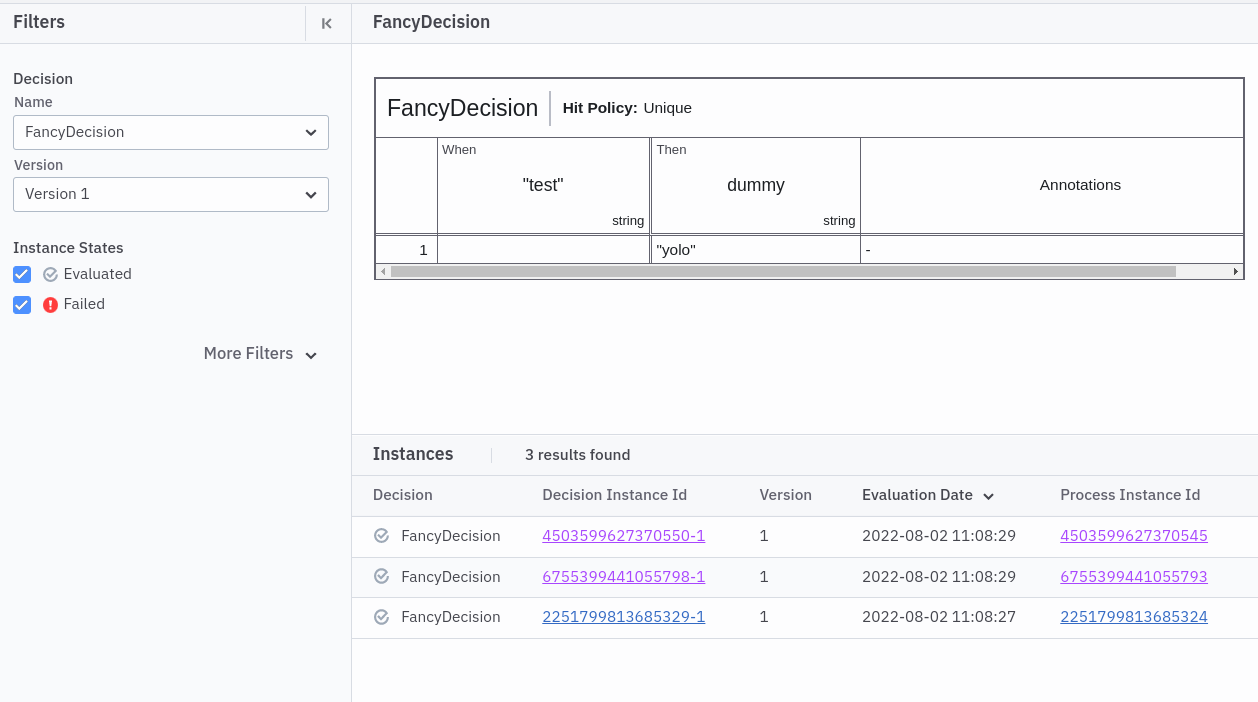 Filters
FancyDecision
Decision
Name
FancyDecision
Version
Version 1
Instance States
Evaluated
Failed
More Filters
FancyDecision Hit Policy: Unique
When Then
"test" dummy Annotations
string string
1 "yolo" -
Instances 3 results found
Decision Decision Instance Id Version Evaluation Date Process Instance Id
FancyDecision 4503599627370550-1 1 2022-08-02 11:08:29 4503599627370545
FancyDecision 6755399441055798-1 1 2022-08-02 11:08:29 6755399441055793
FancyDecision 2251799813685329-1 1 2022-08-02 11:08:27 2251799813685324